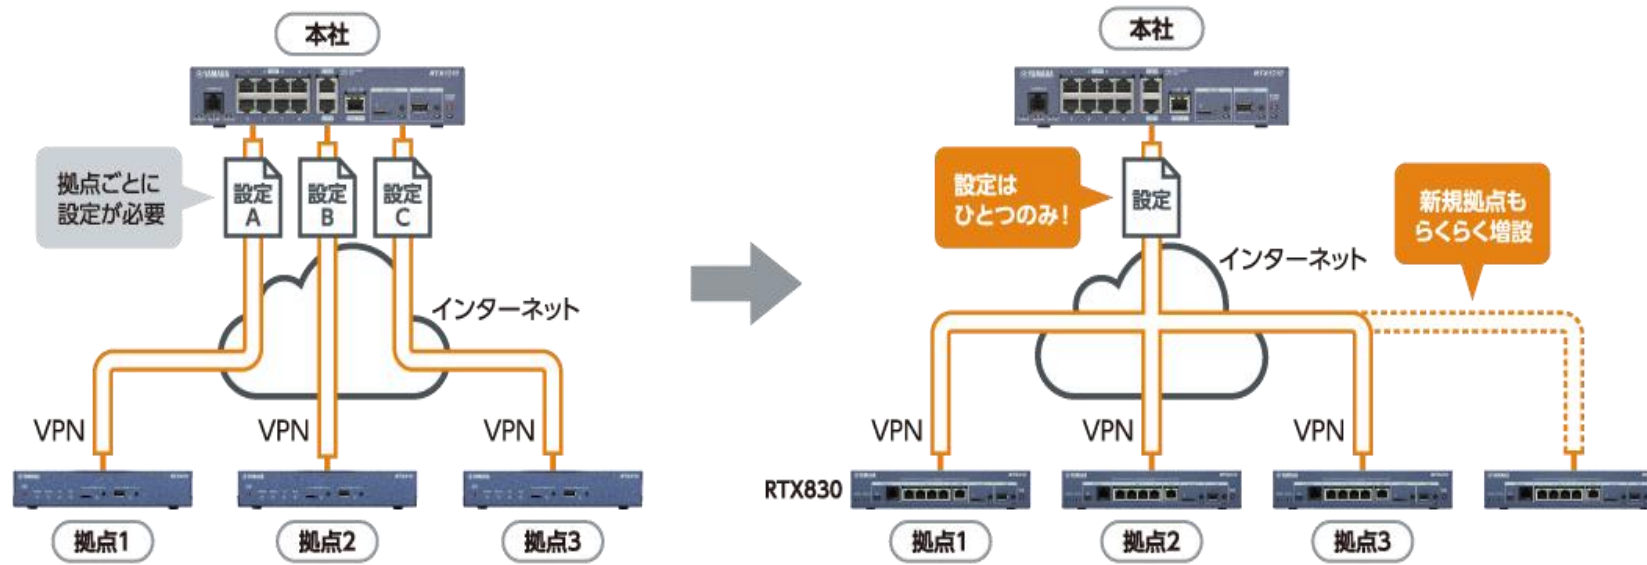 本社
YAMAHA
RTX1210
拠点ごとに
設定が必要
設定
A
設定
B
設定
C
インターネット
VPN
VPN
VPN
拠点1
拠点2
拠点3
本社
YAMAHA
RTX1210
設定は
ひとつのみ！
設定
新規拠点も
らくらく増設
インターネット
VPN
VPN
VPN
RTX830
拠点1
拠点2
拠点3